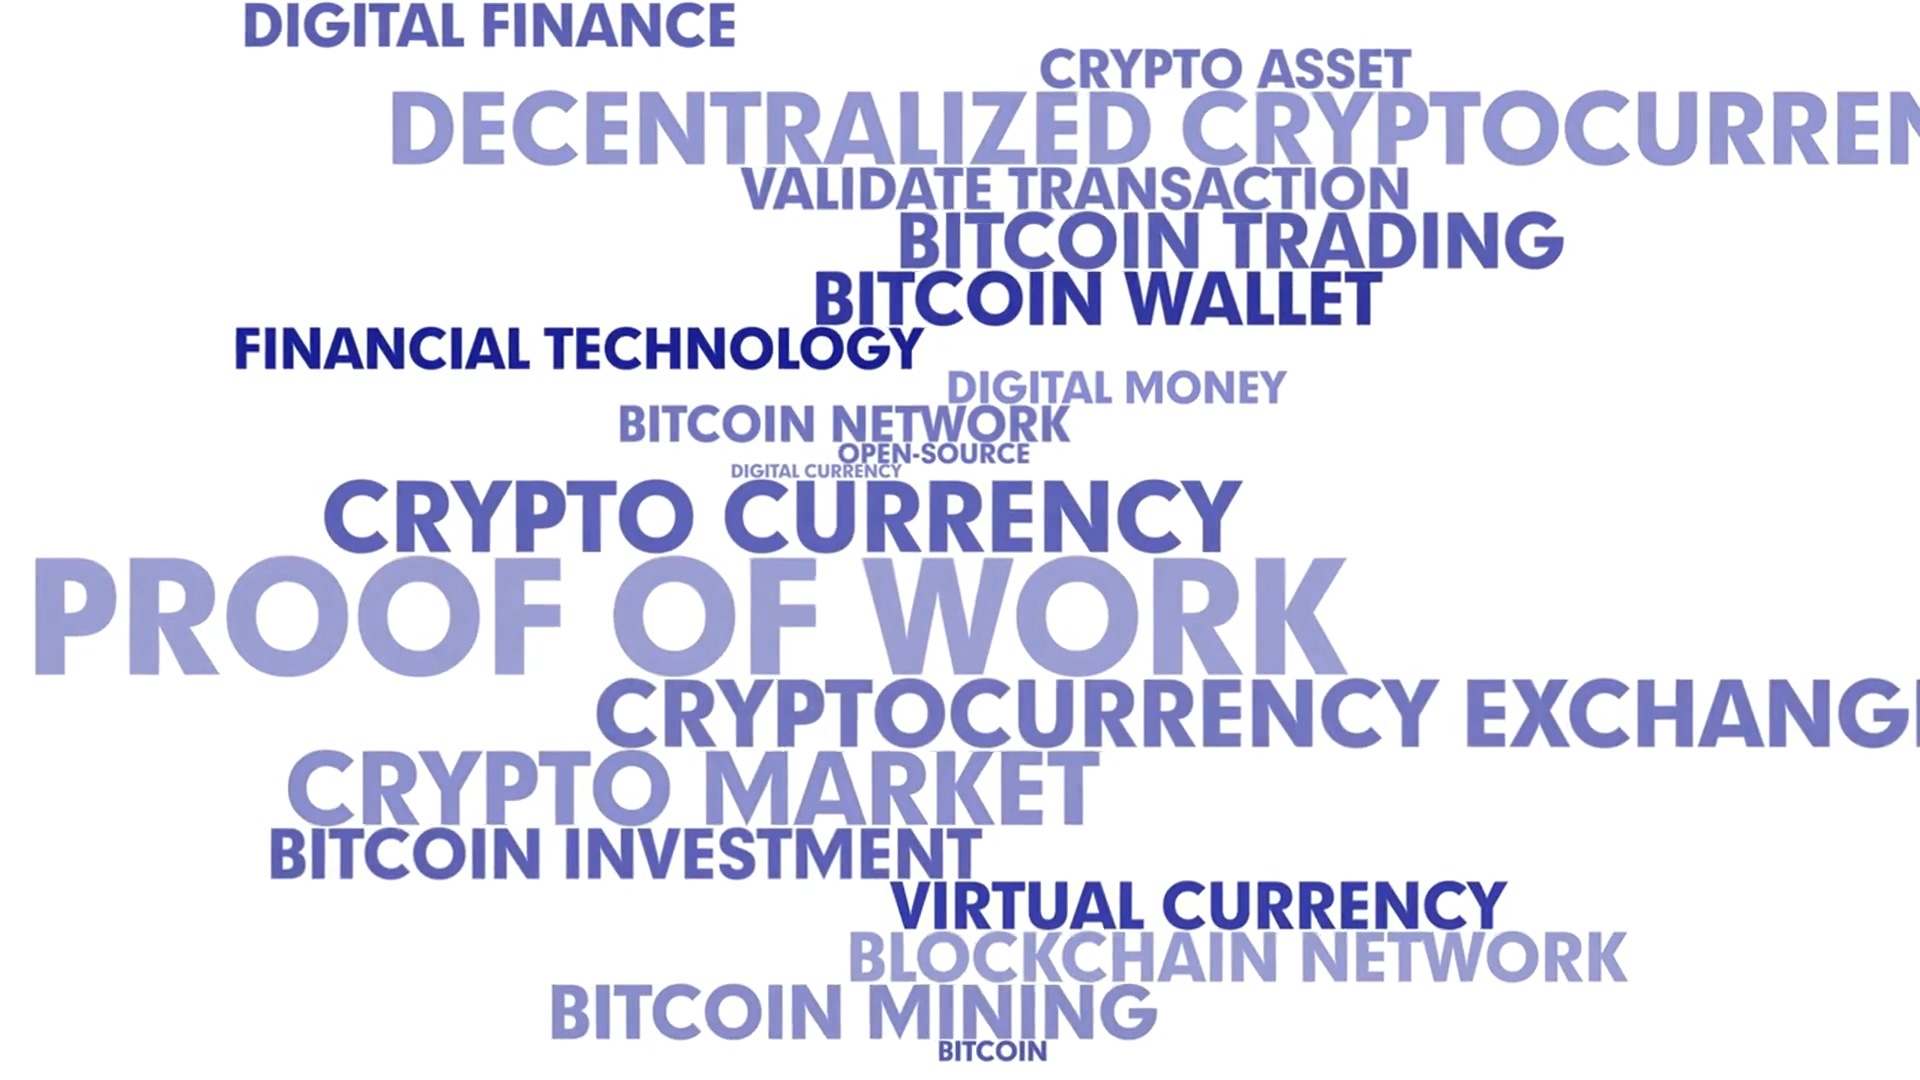 DIGITAL FINANCE
CRYPTO ASSET
DECENTRALIZED CRYPTOCURREN
VALIDATE TRANSACTION
BITCOIN TRADING
BITCOIN WALLET
FINANCIAL TECHNOLOGY
DIGITAL MONEY
BITCOIN NETWORK
OPEN-SOURCE
DIGITAL CURRENCY
CRYPTO CURRENCY
PROOF OF WORK
CRYPTOCURRENCY EXCHANG
CRYPTO MARKET
BITCOIN INVESTMENT
VIRTUAL CURRENCY
BLOCKCHAIN NETWORK
BITCOIN MINING
BITCOIN